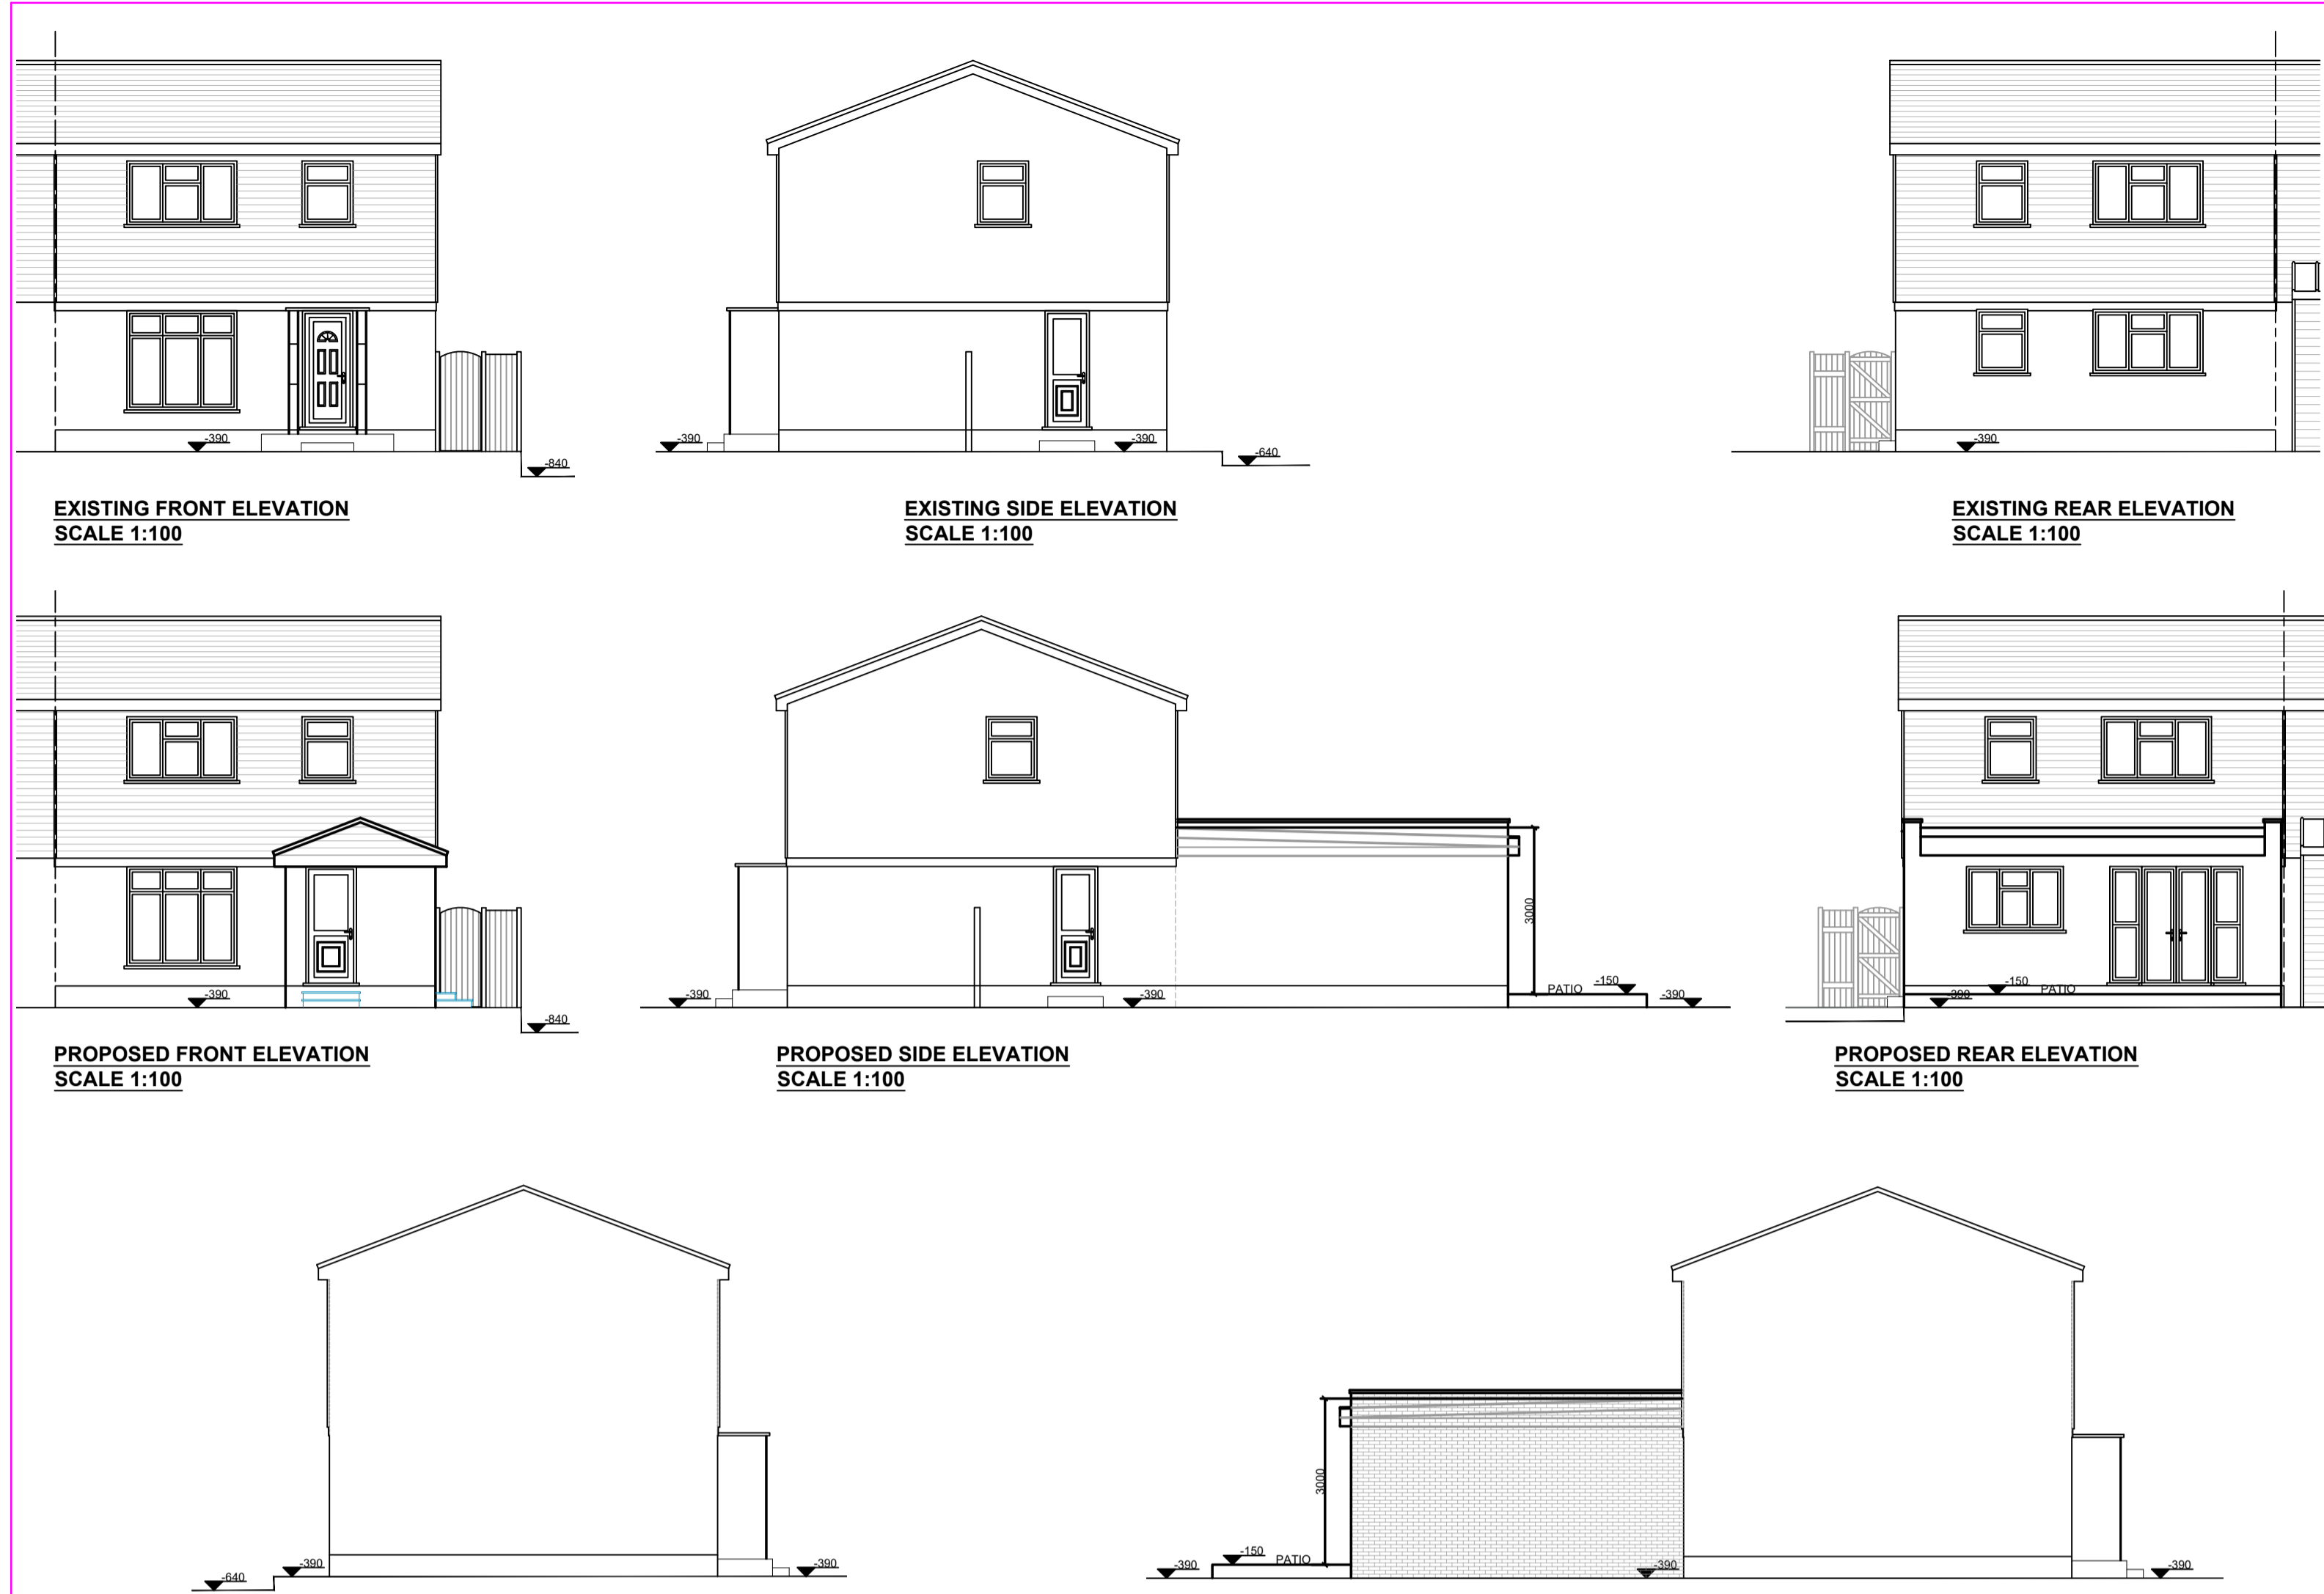 -390
-840
-390
-390
-640
-390
EXISTING FRONT ELEVATION
SCALE 1:100
EXISTING SIDE ELEVATION
SCALE 1:100
EXISTING REAR ELEVATION
SCALE 1:100
3000
-390
-840
-390
-390
PATIO
-150
-390
-390
-150
PATIO
PROPOSED FRONT ELEVATION
SCALE 1:100
PROPOSED SIDE ELEVATION
SCALE 1:100
PROPOSED REAR ELEVATION
SCALE 1:100
3000
-640
-390
-390
-390
-150
PATIO
-390
-390